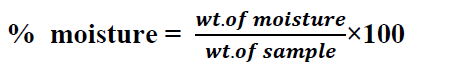 % moisture = wt.of moisture / wt.of sample ×100